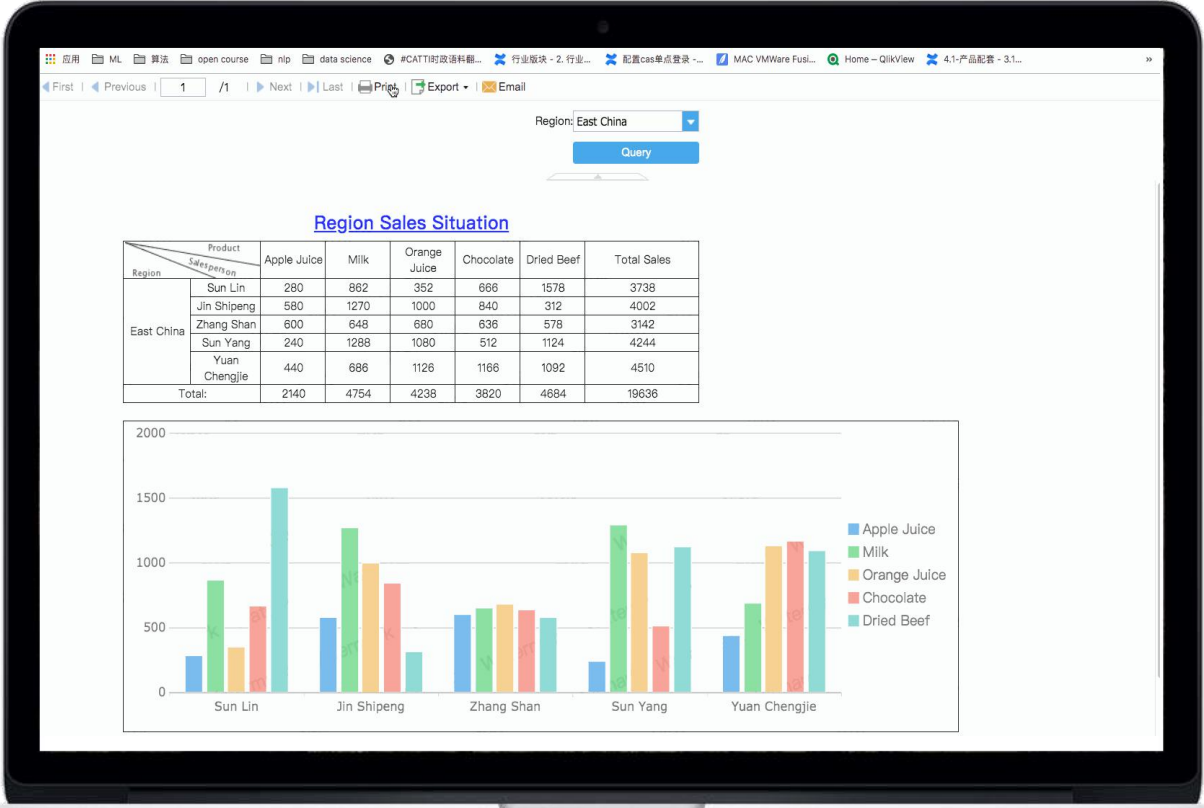 应用 ML 算法 open course nlp data science #CATTI时政语料翻... 行业版块 - 2. 行业... 配置cas单点登录 -... MAC VMWare Fusi... Home – QlikView 4.1-产品配套 - 3.1... »
First Previous 1 /1 Next Last Print Export Email
Region: East China
Query
Region Sales Situation
Product
Salesperson
Region
Apple Juice Milk Orange Juice Chocolate Dried Beef Total Sales
East China
Sun Lin 280 862 352 666 1578 3738
Jin Shipeng 580 1270 1000 840 312 4002
Zhang Shan 600 648 680 636 578 3142
Sun Yang 240 1288 1080 512 1124 4244
Yuan Chengjie 440 686 1126 1166 1092 4510
Total: 2140 4754 4238 3820 4684 19636
2000
1500
1000
500
0
Sun Lin Jin Shipeng Zhang Shan Sun Yang Yuan Chengjie
Apple Juice
Milk
Orange Juice
Chocolate
Dried Beef